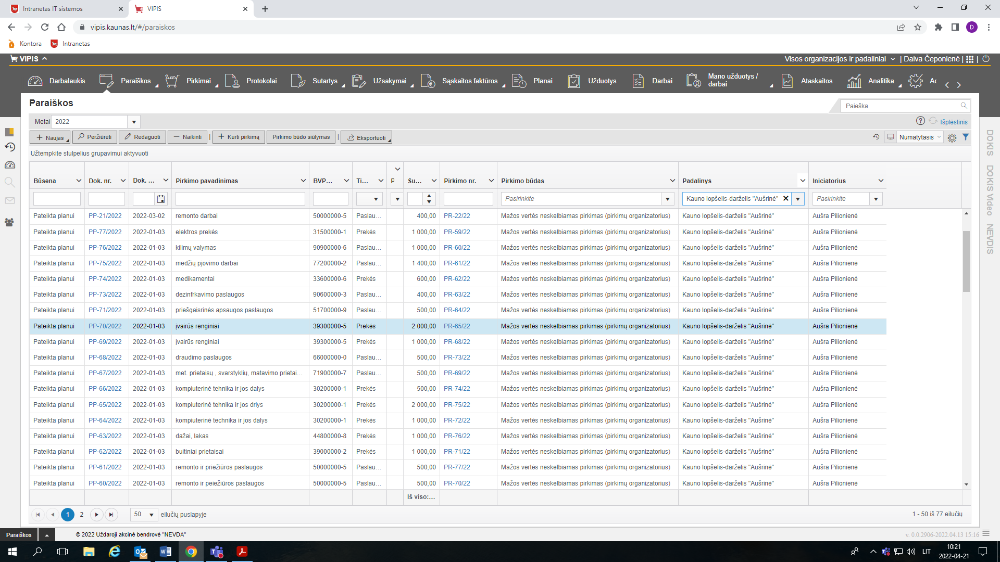 Intranetas IT sistemos
VIPIS
vipis.kaunas.lt/#/paraiskos
D
Kontora Intranetas
VIPIS
Visos organizacijos ir padaliniai | Daiva Čeponienė | |
Darbalaukis Paraiškos Pirkimai Protokolai Sutartys Užsakymai Sąskaitos faktūros Planai Užduotys Darbai Mano užduotys / darbai Ataskaitos Analitika
Paraiškos
Paieška
Metai 2022
Išplėstinis
Naujas Peržiūrėti Redaguoti Naikinti | Kurti pirkimą Pirkimo būdo siūlymas | Eksportuoti
Numatytasis
Užtempkite stulpelius grupavimui aktyvuoti
Būsena Dok. nr. Dok. ... Pirkimo pavadinimas BVP... Ti... P Su... Pirkimo nr. Pirkimo būdas Padalinys Iniciatorius
Pasirinkite Kauno lopšelis-darželis "Aušrinė" Pasirinkite
Pateikta planui PP-21/2022 2022-03-02 remonto darbai 50000000-5 Paslau... 400,00 PR-22/22 Mažos vertės neskelbiamas pirkimas (pirkimų organizatorius) Kauno lopšelis-darželis "Aušrinė" Aušra Pilionienė
Pateikta planui PP-77/2022 2022-01-03 elektros prekės 31500000-1 Prekės 1 000,00 PR-59/22 Mažos vertės neskelbiamas pirkimas (pirkimų organizatorius) Kauno lopšelis-darželis "Aušrinė" Aušra Pilionienė
Pateikta planui PP-76/2022 2022-01-03 kilimų valymas 90900000-6 Paslau... 1 000,00 PR-60/22 Mažos vertės neskelbiamas pirkimas (pirkimų organizatorius) Kauno lopšelis-darželis "Aušrinė" Aušra Pilionienė
Pateikta planui PP-75/2022 2022-01-03 medžių pjovimo darbai 77200000-2 Paslau... 1 400,00 PR-61/22 Mažos vertės neskelbiamas pirkimas (pirkimų organizatorius) Kauno lopšelis-darželis "Aušrinė" Aušra Pilionienė
Pateikta planui PP-74/2022 2022-01-03 medikamentai 33600000-6 Prekės 600,00 PR-62/22 Mažos vertės neskelbiamas pirkimas (pirkimų organizatorius) Kauno lopšelis-darželis "Aušrinė" Aušra Pilionienė
Pateikta planui PP-73/2022 2022-01-03 dezinfrkavimo paslaugos 90600000-3 Paslau... 400,00 PR-63/22 Mažos vertės neskelbiamas pirkimas (pirkimų organizatorius) Kauno lopšelis-darželis "Aušrinė" Aušra Pilionienė
Pateikta planui PP-71/2022 2022-01-03 priešgaisrinės apsaugos paslaugos 51700000-9 Paslau... 500,00 PR-64/22 Mažos vertės neskelbiamas pirkimas (pirkimų organizatorius) Kauno lopšelis-darželis "Aušrinė" Aušra Pilionienė
Pateikta planui PP-70/2022 2022-01-03 įvairūs renginiai 39300000-5 Prekės 2 000,00 PR-65/22 Mažos vertės neskelbiamas pirkimas (pirkimų organizatorius) Kauno lopšelis-darželis "Aušrinė" Aušra Pilionienė
Pateikta planui PP-69/2022 2022-01-03 įvairūs renginiai 39300000-5 Prekės 1 000,00 PR-68/22 Mažos vertės neskelbiamas pirkimas (pirkimų organizatorius) Kauno lopšelis-darželis "Aušrinė" Aušra Pilionienė
Pateikta planui PP-68/2022 2022-01-03 draudimo paslaugos 66000000-0 Paslau... 500,00 PR-73/22 Mažos vertės neskelbiamas pirkimas (pirkimų organizatorius) Kauno lopšelis-darželis "Aušrinė" Aušra Pilionienė
Pateikta planui PP-67/2022 2022-01-03 met. prietaisų , svarstyklių, matavimo prietai... 71900000-7 Paslau... 500,00 PR-69/22 Mažos vertės neskelbiamas pirkimas (pirkimų organizatorius) Kauno lopšelis-darželis "Aušrinė" Aušra Pilionienė
Pateikta planui PP-66/2022 2022-01-03 kompiuterinė tehnika ir jos dalys 30200000-1 Prekės 500,00 PR-74/22 Mažos vertės neskelbiamas pirkimas (pirkimų organizatorius) Kauno lopšelis-darželis "Aušrinė" Aušra Pilionienė
Pateikta planui PP-65/2022 2022-01-03 kompiuterinė tehnika ir jos drlys 30200000-1 Prekės 2 000,00 PR-75/22 Mažos vertės neskelbiamas pirkimas (pirkimų organizatorius) Kauno lopšelis-darželis "Aušrinė" Aušra Pilionienė
Pateikta planui PP-64/2022 2022-01-03 kompiuterinė technika ir jos dalys 30200000-1 Prekės 1 000,00 PR-72/22 Mažos vertės neskelbiamas pirkimas (pirkimų organizatorius) Kauno lopšelis-darželis "Aušrinė" Aušra Pilionienė
Pateikta planui PP-63/2022 2022-01-03 dažai, lakas 44800000-8 Prekės 1 000,00 PR-76/22 Mažos vertės neskelbiamas pirkimas (pirkimų organizatorius) Kauno lopšelis-darželis "Aušrinė" Aušra Pilionienė
Pateikta planui PP-62/2022 2022-01-03 buitiniai prietaisai 39000000-2 Prekės 1 000,00 PR-71/22 Mažos vertės neskelbiamas pirkimas (pirkimų organizatorius) Kauno lopšelis-darželis "Aušrinė" Aušra Pilionienė
Pateikta planui PP-61/2022 2022-01-03 remonto ir priežiūros paslaugos 50000000-5 Paslau... 500,00 PR-77/22 Mažos vertės neskelbiamas pirkimas (pirkimų organizatorius) Kauno lopšelis-darželis "Aušrinė" Aušra Pilionienė
Pateikta planui PP-60/2022 2022-01-03 remonto ir peiežiūros paslaugos 50000000-5 Paslau... 500,00 PR-70/22 Mažos vertės neskelbiamas pirkimas (pirkimų organizatorius) Kauno lopšelis-darželis "Aušrinė" Aušra Pilionienė
Iš viso:...
1 2 50 eilučių puslapyje
1 - 50 iš 77 eilučių
DOKIS
DOKIS Video
NEVDIS
Paraiškos
© 2022 Uždaroji akcinė bendrovė "NEVDA"
v. 0.0.2906-2022.04.13 15:16
LIT
10:21
2022-04-21